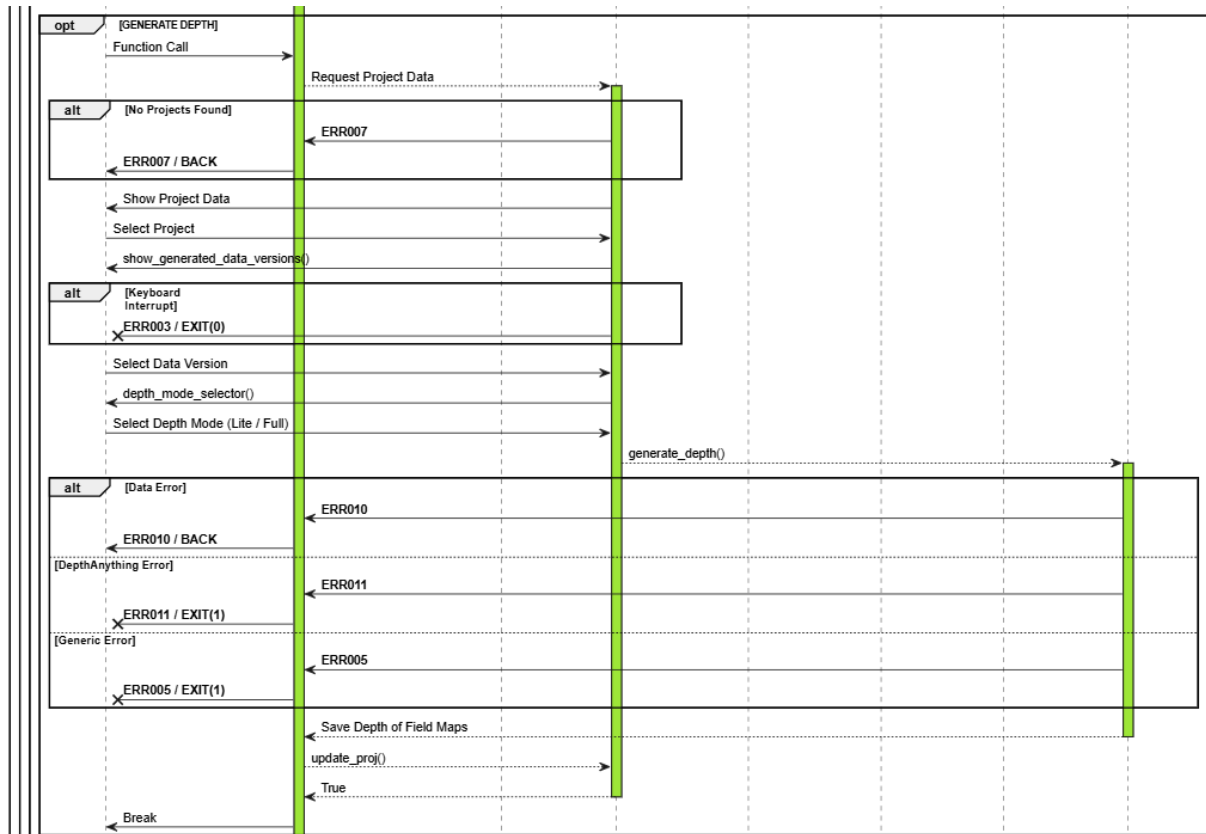 opt [GENERATE DEPTH]
Function Call
Request Project Data
alt [No Projects Found]
ERR007
ERR007 / BACK
Show Project Data
Select Project
show_generated_data_versions()
alt [Keyboard
Interrupt]
ERR003 / EXIT(0)
Select Data Version
depth_mode_selector()
Select Depth Mode (Lite / Full)
generate_depth()
alt [Data Error]
ERR010
ERR010 / BACK
[DepthAnything Error]
ERR011
ERR011 / EXIT(1)
[Generic Error]
ERR005
ERR005 / EXIT(1)
Save Depth of Field Maps
update_proj()
True
Break